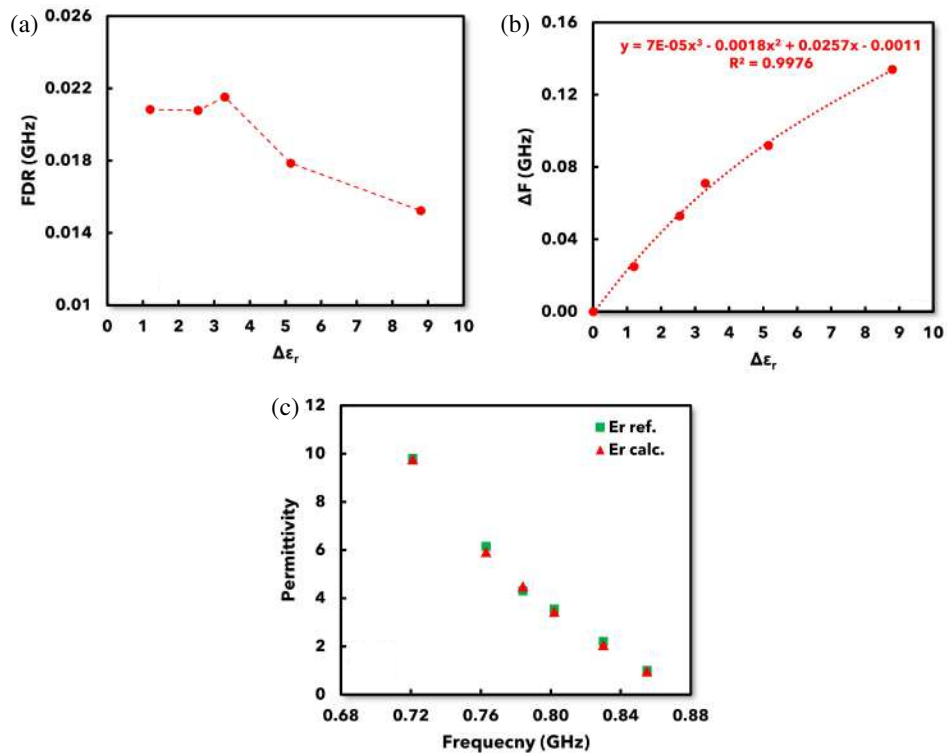 (a)
0.026
0.022
0.018
0.014
0.01
FDR (GHz)
0 1 2 3 4 5 6 7 8 9 10
Δεr
(b)
y = 7E-05x³ - 0.0018x² + 0.0257x - 0.0011
R² = 0.9976
0.16
0.12
0.08
0.04
0.00
ΔF (GHz)
0 1 2 3 4 5 6 7 8 9 10
Δεr
(c)
12
10
8
6
4
2
0
Permittivity
Er ref.
Er calc.
0.68 0.72 0.76 0.80 0.84 0.88
Frequecny (GHz)